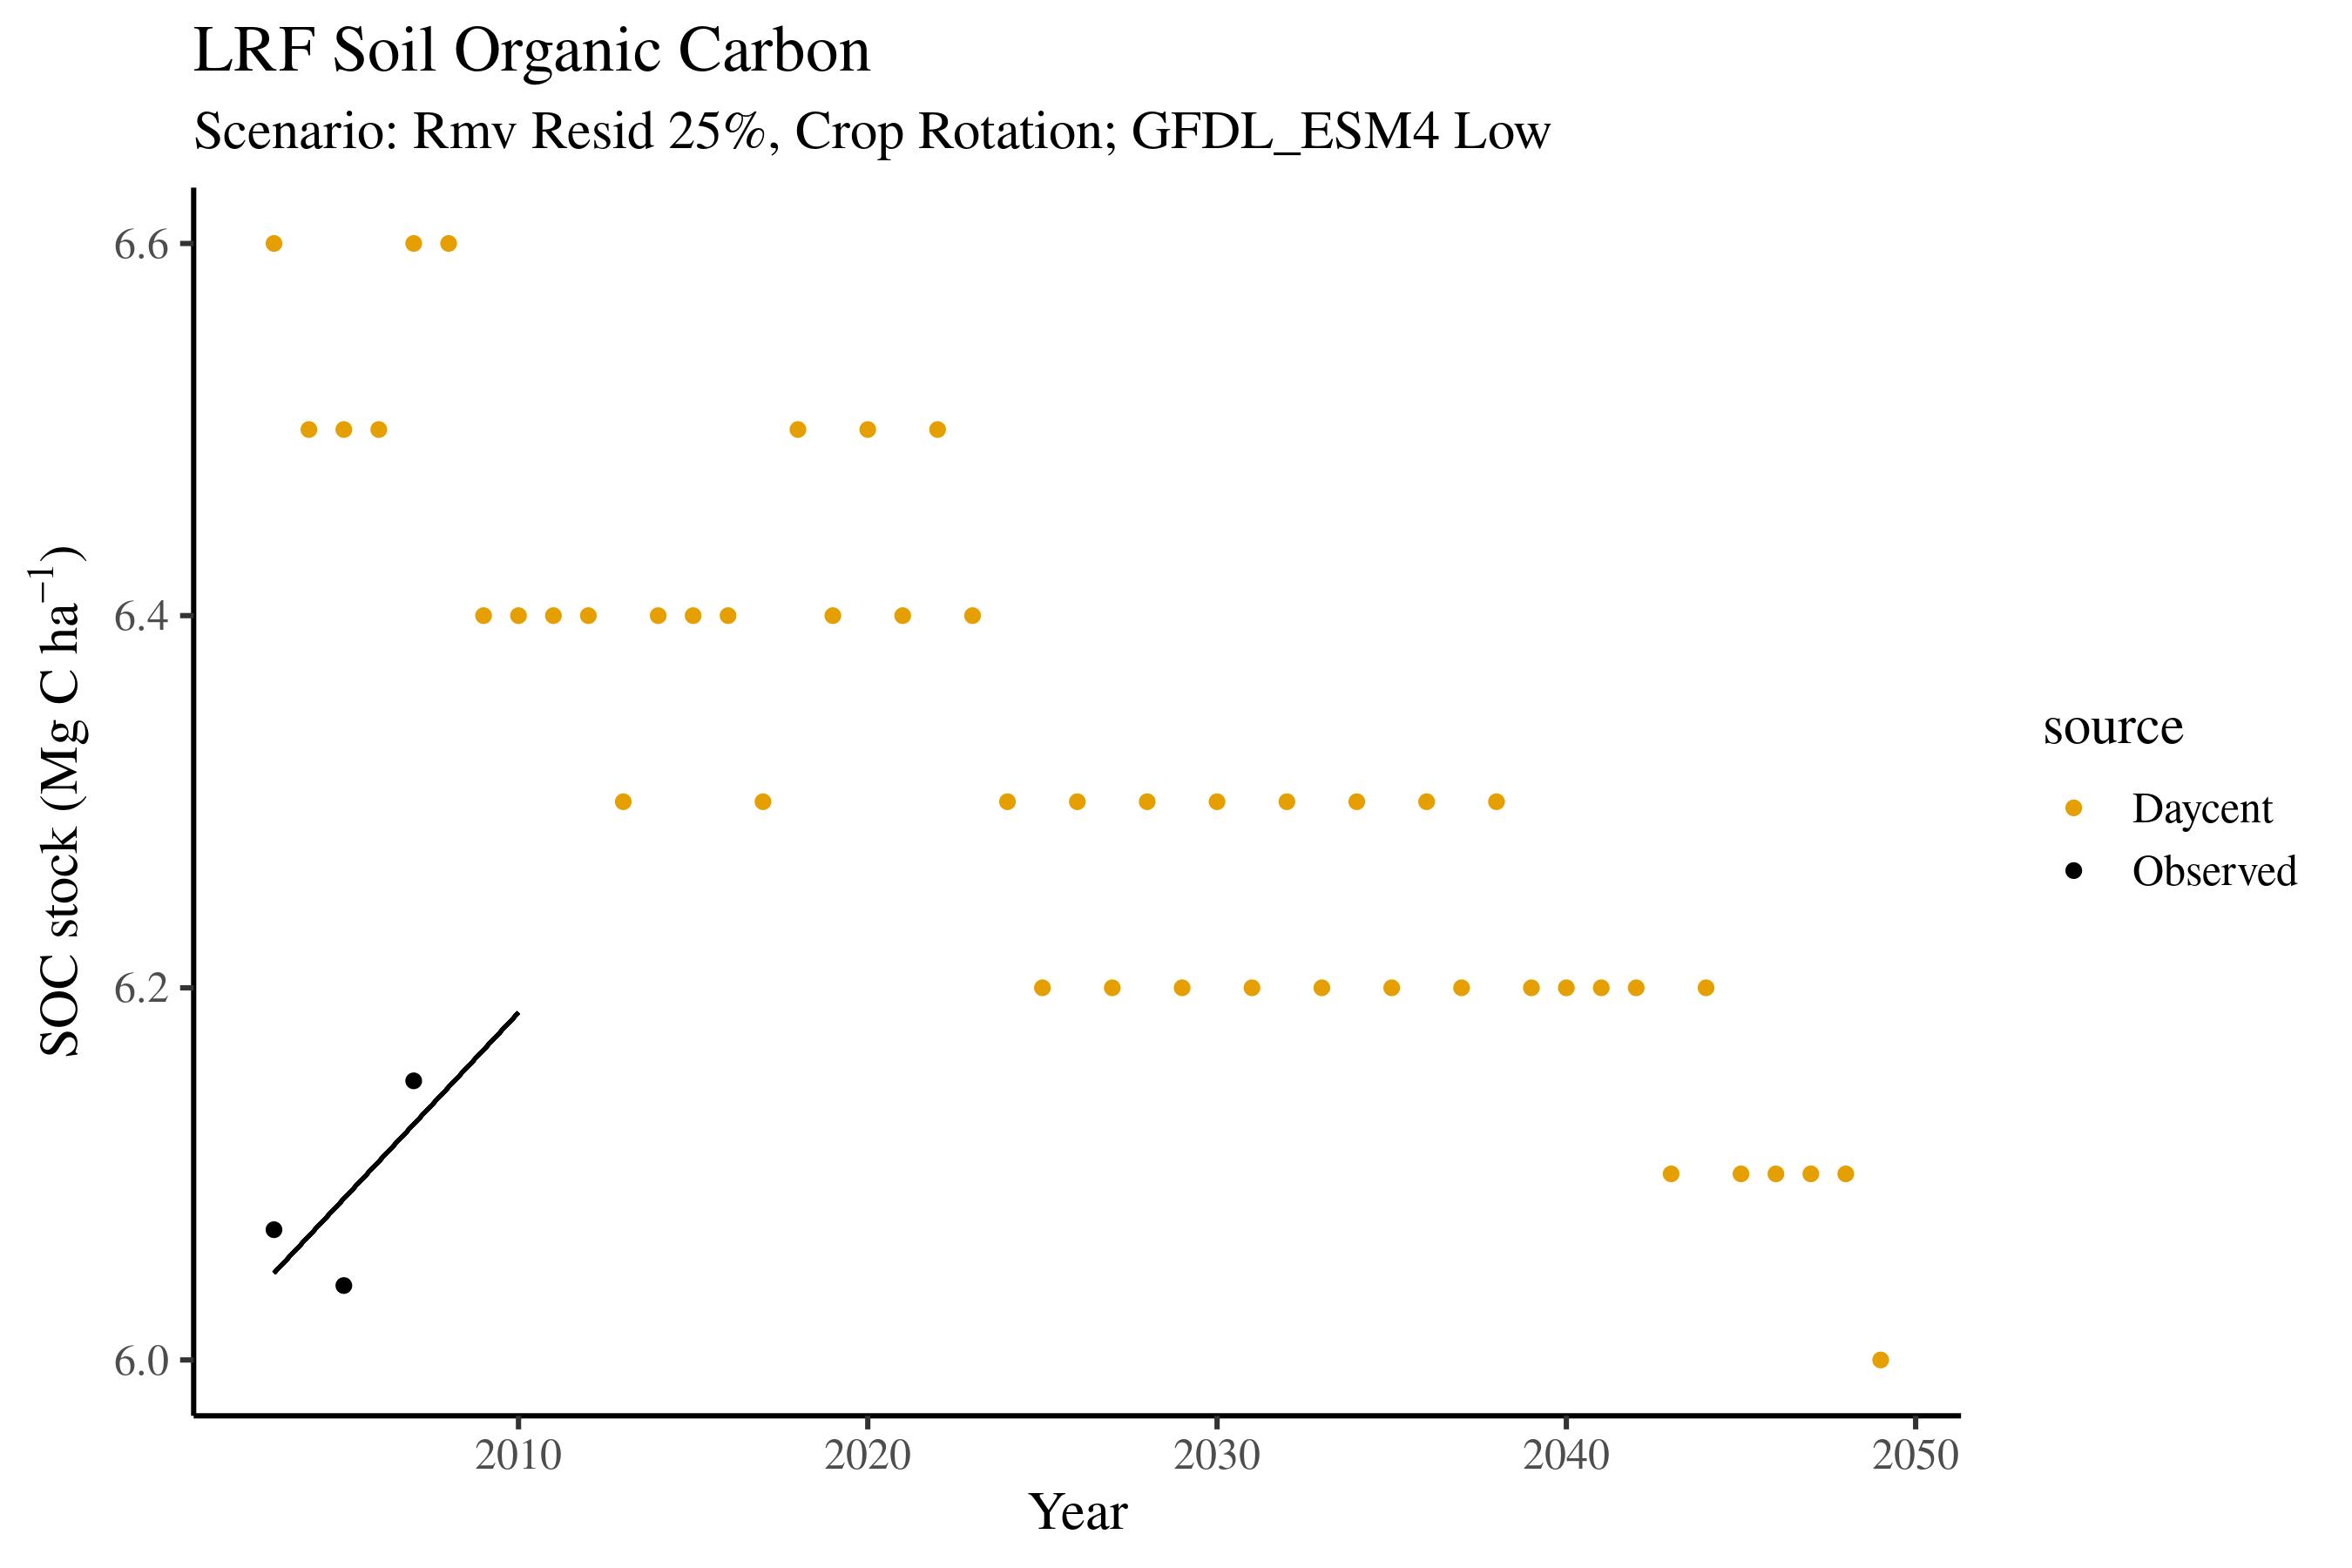 LRF Soil Organic Carbon
Scenario: Rmv Resid 25%, Crop Rotation; GFDL_ESM4 Low
SOC stock (Mg C ha⁻¹)
6.6
6.4
6.2
6.0
2010 2020 2030 2040 2050
Year
source
Daycent
Observed